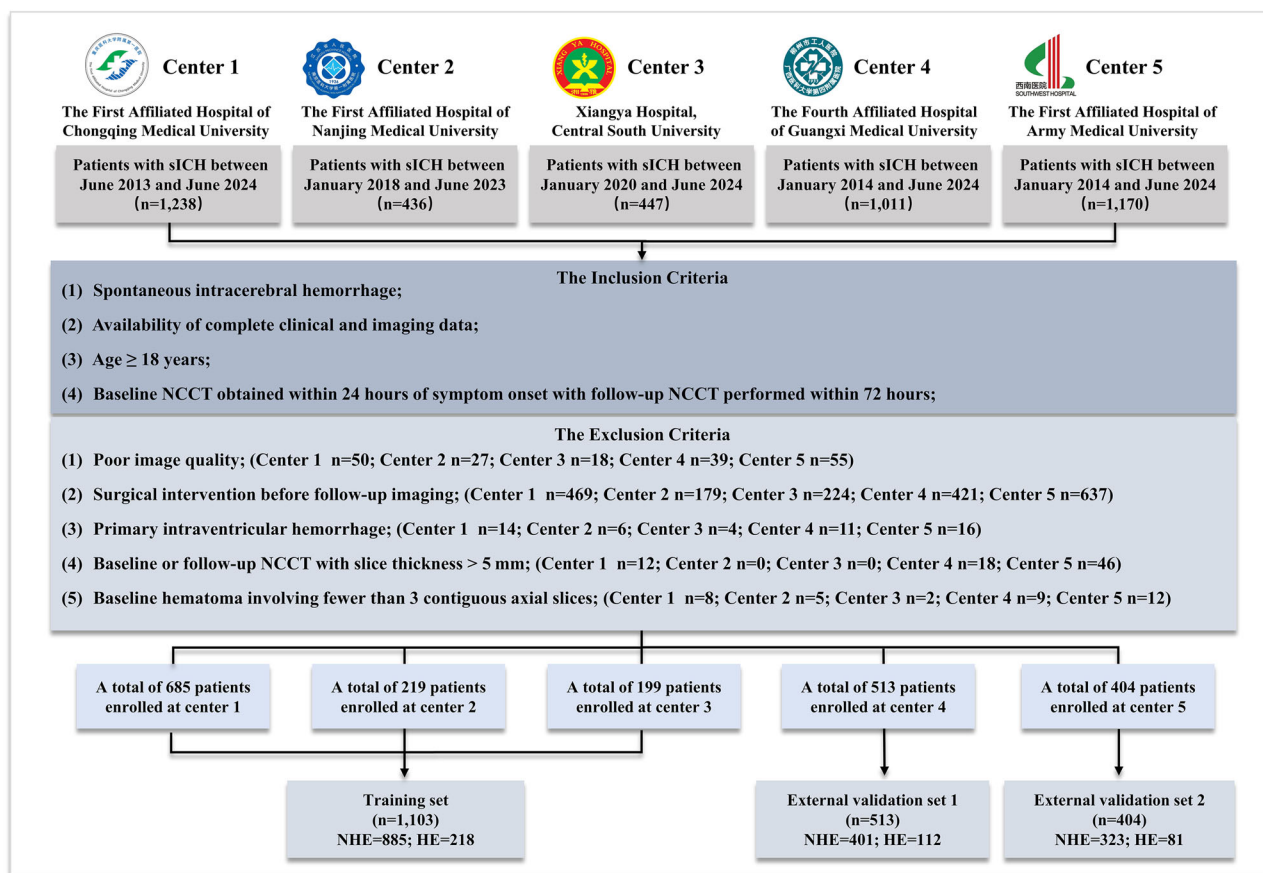 Center 1
Center 2
Center 3
Center 4
Center 5
XIANG YA HOSPITAL
西南医院
SOUTHWEST HOSPITAL
The First Affiliated Hospital of
Chongqing Medical University
The First Affiliated Hospital of
Nanjing Medical University
Xiangya Hospital,
Central South University
The Fourth Affiliated Hospital
of Guangxi Medical University
The First Affiliated Hospital of
Army Medical University
Patients with sICH between
June 2013 and June 2024
(n=1,238)
Patients with sICH between
January 2018 and June 2023
(n=436)
Patients with sICH between
January 2020 and June 2024
(n=447)
Patients with sICH between
January 2014 and June 2024
(n=1,011)
Patients with sICH between
January 2014 and June 2024
(n=1,170)
The Inclusion Criteria
(1) Spontaneous intracerebral hemorrhage;
(2) Availability of complete clinical and imaging data;
(3) Age ≥ 18 years;
(4) Baseline NCCT obtained within 24 hours of symptom onset with follow-up NCCT performed within 72 hours;
The Exclusion Criteria
(1) Poor image quality; (Center 1 n=50; Center 2 n=27; Center 3 n=18; Center 4 n=39; Center 5 n=55)
(2) Surgical intervention before follow-up imaging; (Center 1 n=469; Center 2 n=179; Center 3 n=224; Center 4 n=421; Center 5 n=637)
(3) Primary intraventricular hemorrhage; (Center 1 n=14; Center 2 n=6; Center 3 n=4; Center 4 n=11; Center 5 n=16)
(4) Baseline or follow-up NCCT with slice thickness > 5 mm; (Center 1 n=12; Center 2 n=0; Center 3 n=0; Center 4 n=18; Center 5 n=46)
(5) Baseline hematoma involving fewer than 3 contiguous axial slices; (Center 1 n=8; Center 2 n=5; Center 3 n=2; Center 4 n=9; Center 5 n=12)
A total of 685 patients
enrolled at center 1
A total of 219 patients
enrolled at center 2
A total of 199 patients
enrolled at center 3
A total of 513 patients
enrolled at center 4
A total of 404 patients
enrolled at center 5
Training set
(n=1,103)
NHE=885; HE=218
External validation set 1
(n=513)
NHE=401; HE=112
External validation set 2
(n=404)
NHE=323; HE=81